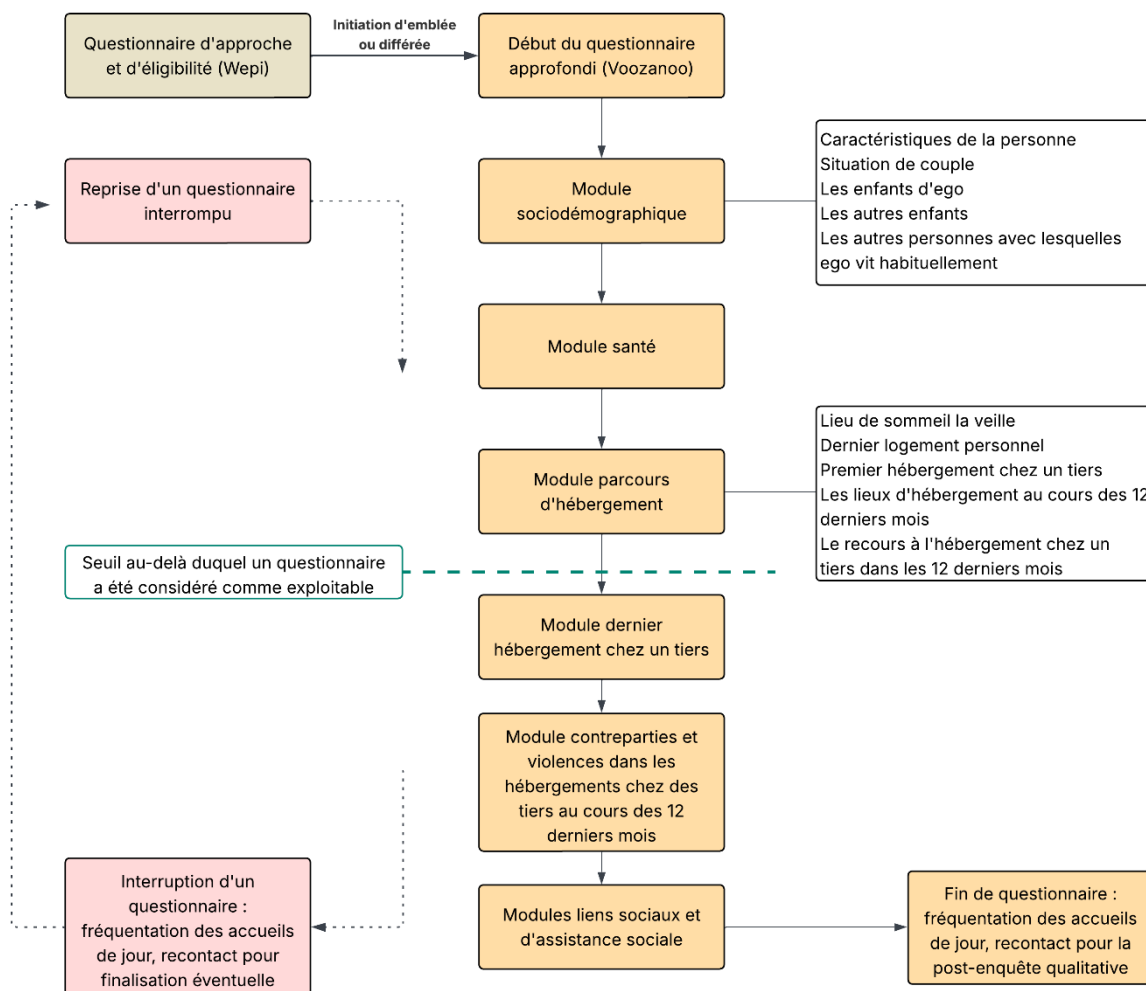 Questionnaire d'approche
et d'éligibilité (Wepi)
Initiation d'emblée
ou différée
Début du questionnaire
approfondi (Voozanoo)
Reprise d'un questionnaire
interrompu
Module
sociodémographique
Caractéristiques de la personne
Situation de couple
Les enfants d'ego
Les autres enfants
Les autres personnes avec lesquelles
ego vit habituellement
Module santé
Module parcours
d'hébergement
Lieu de sommeil la veille
Dernier logement personnel
Premier hébergement chez un tiers
Les lieux d'hébergement au cours des 12
derniers mois
Le recours à l'hébergement chez un
tiers dans les 12 derniers mois
Seuil au-delà duquel un questionnaire
a été considéré comme exploitable
Module dernier
hébergement chez un tiers
Module contreparties et
violences dans les
hébergements chez des
tiers au cours des 12
derniers mois
Interruption d'un
questionnaire :
fréquentation des accueils
de jour, recontact pour
finalisation éventuelle
Modules liens sociaux et
d'assistance sociale
Fin de questionnaire :
fréquentation des accueils
de jour, recontact pour la
post-enquête qualitative